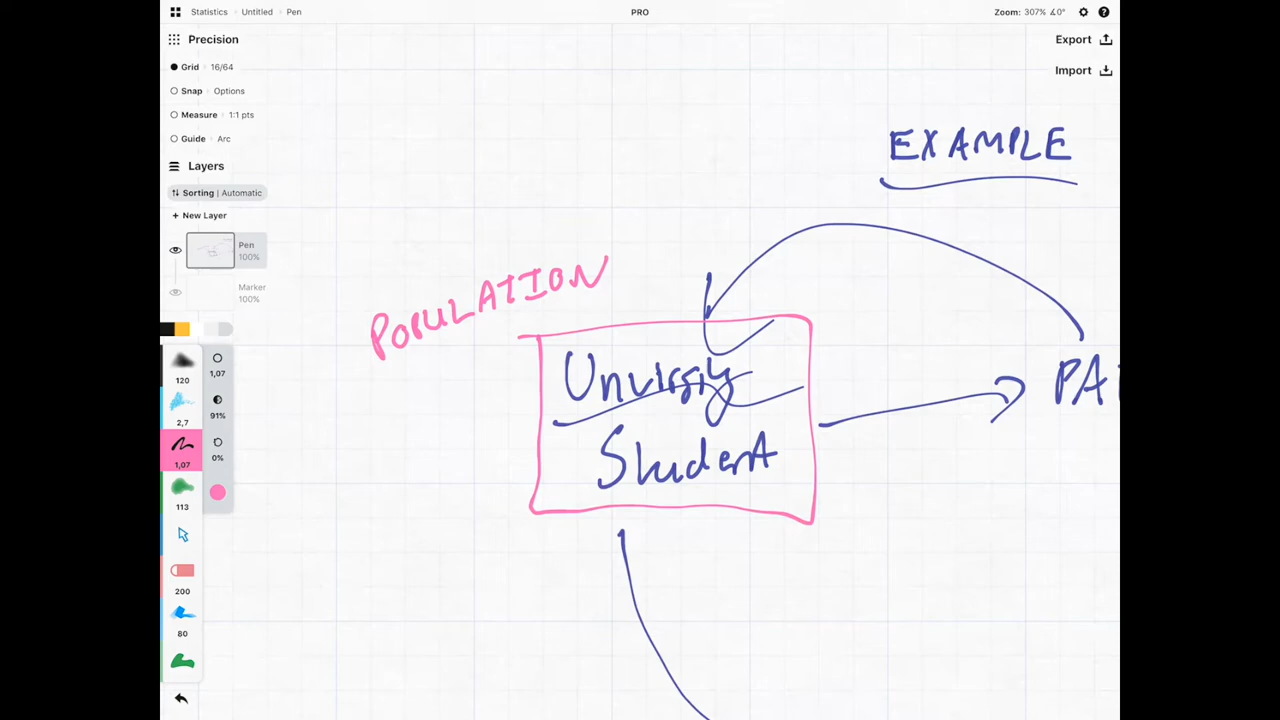 Statistics Untitled Pen
PRO
Zoom: 307% ∡0°
Precision
Export
Import
Grid 16/64
Snap Options
Measure 1:1 pts
Guide Arc
Layers
Sorting | Automatic
+ New Layer
Pen
100%
Marker
100%
120
2,7
1,07
113
200
80
1,07
91%
0%
EXAMPLE
POPULATION
Student
PA